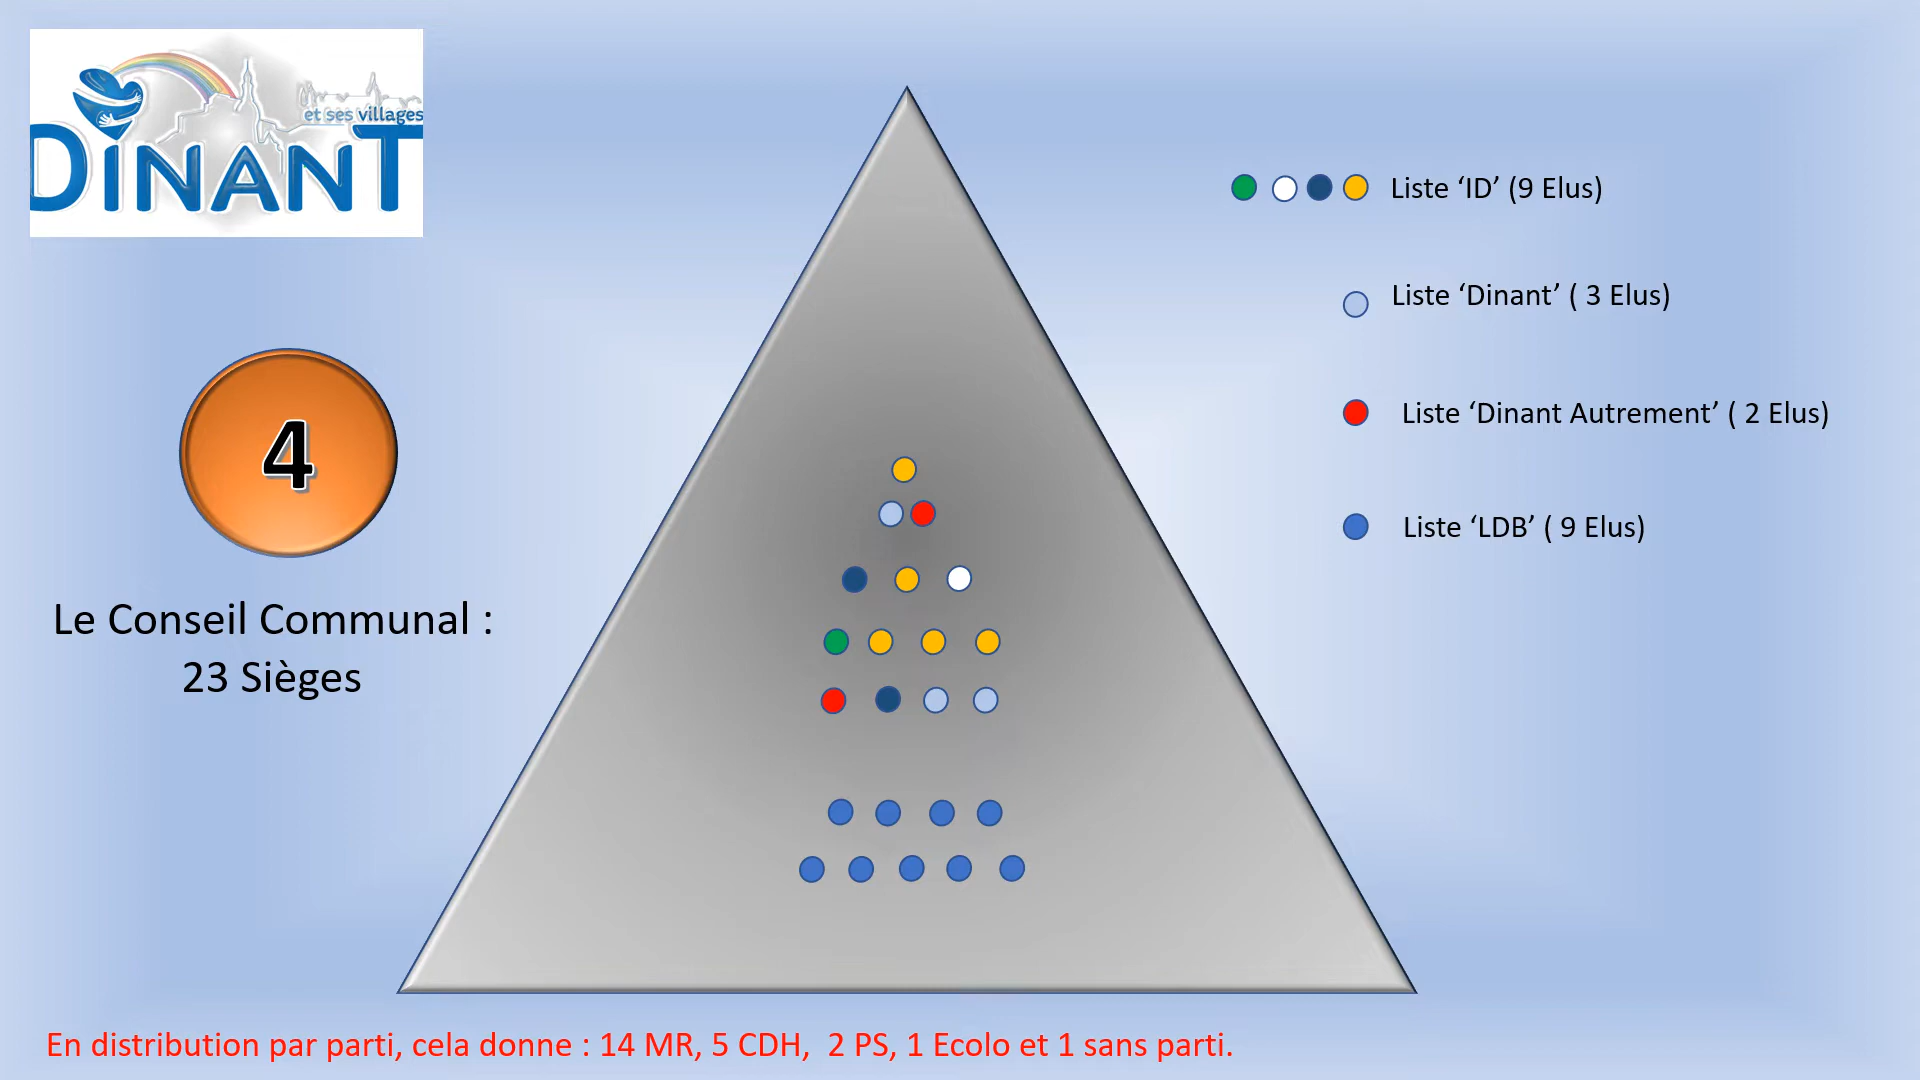 et ses villages
DINANT
Liste ‘ID’ (9 Elus)
Liste ‘Dinant’ ( 3 Elus)
Liste ‘Dinant Autrement’ ( 2 Elus)
Liste ‘LDB’ ( 9 Elus)
4
Le Conseil Communal :
23 Sièges
En distribution par parti, cela donne : 14 MR, 5 CDH,  2 PS, 1 Ecolo et 1 sans parti.